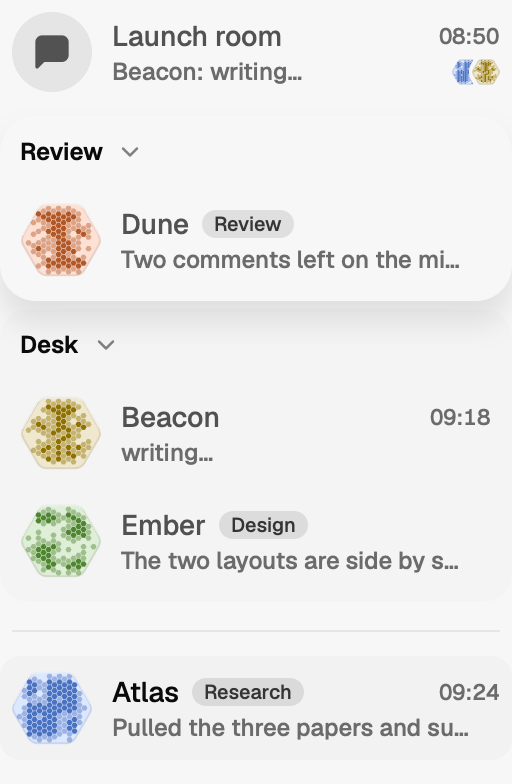 Launch room 08:50
Beacon: writing...
Review
Dune Review
Two comments left on the mi...
Desk
Beacon 09:18
writing...
Ember Design
The two layouts are side by s...
Atlas Research 09:24
Pulled the three papers and su...